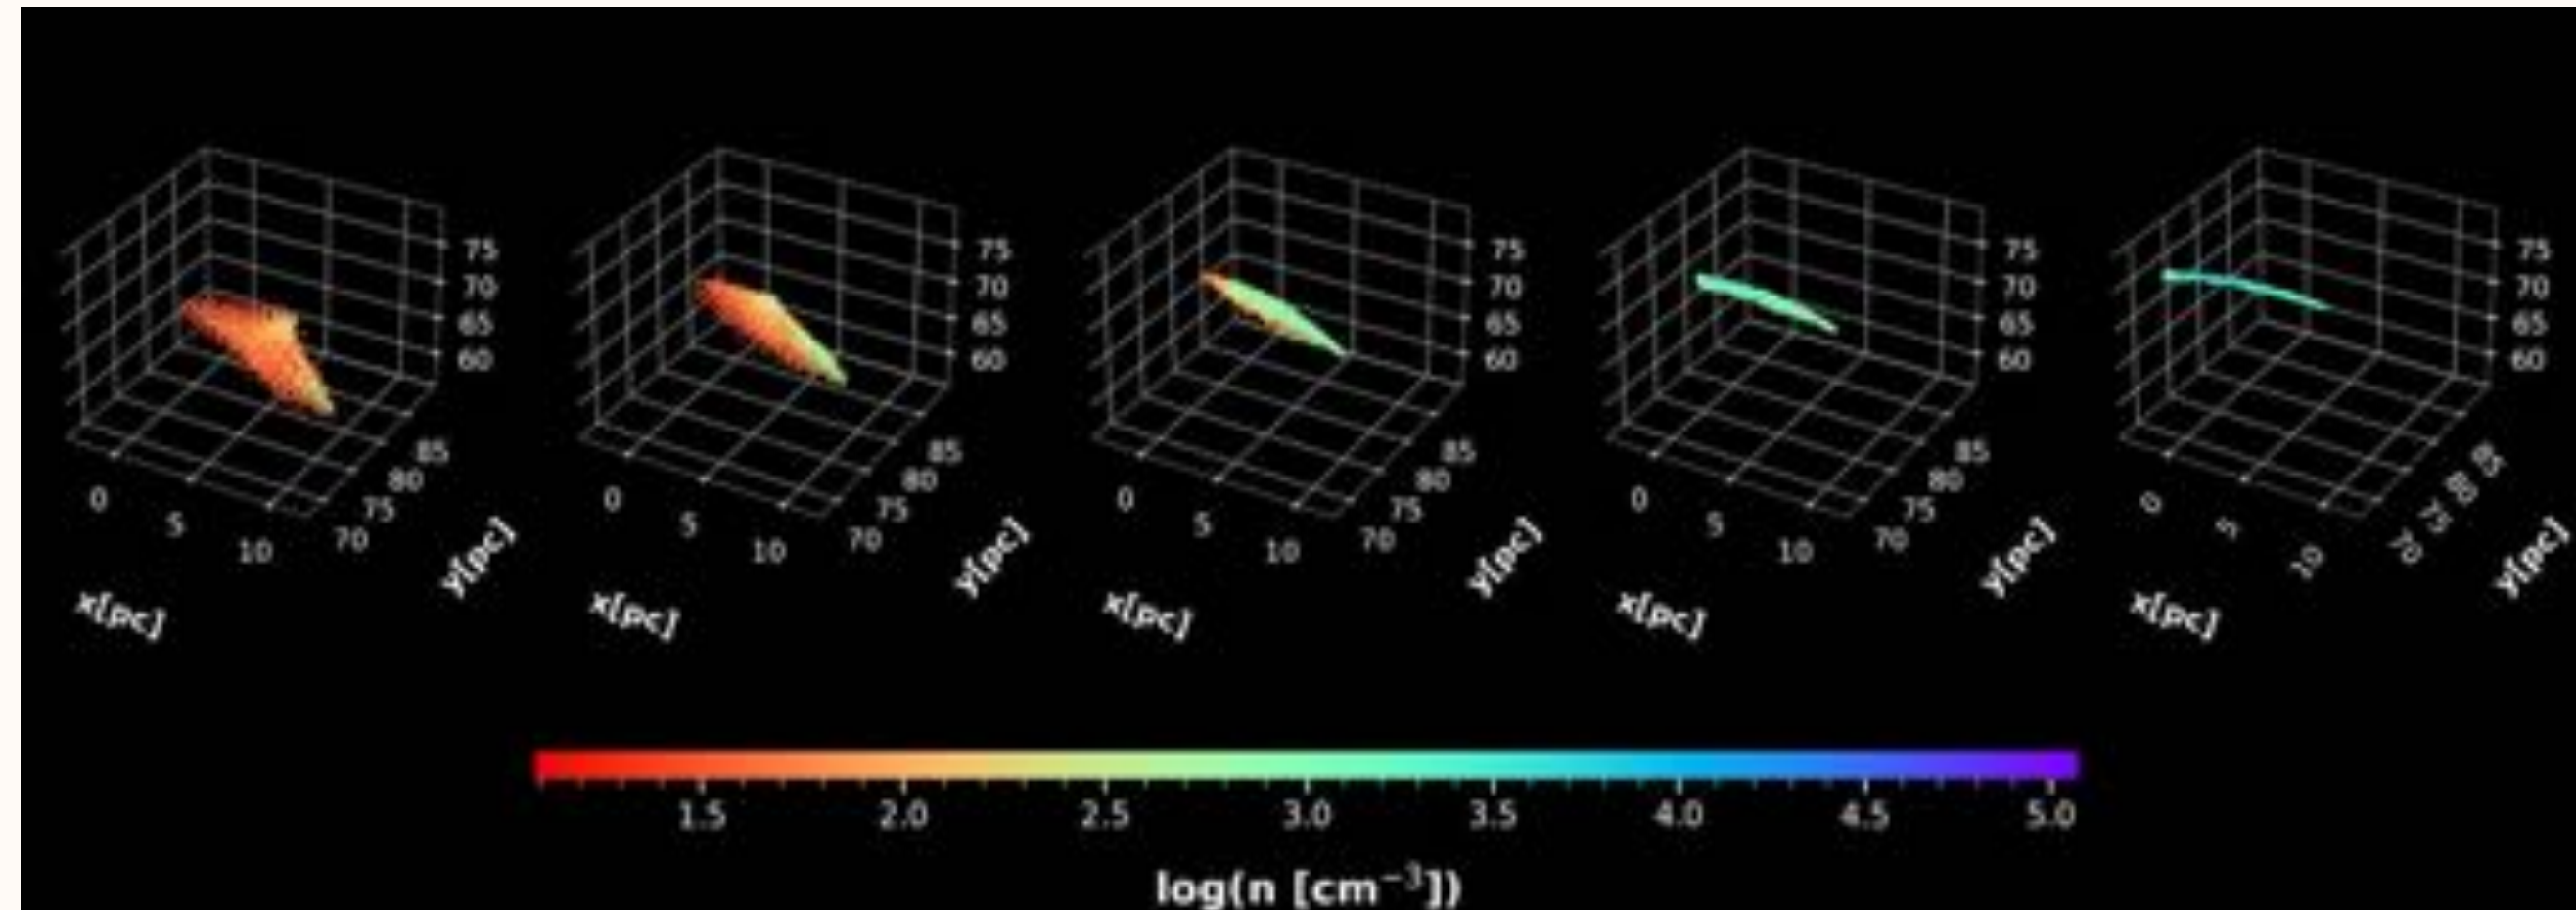 75 75 75 75 75
70 70 70 70 70
65 65 65 65 65
60 60 60 60 60
85 85 85 85 85
80 80 80 80 80
75 75 75 75 75
70 70 70 70 70
0 0 0 0 0
5 5 5 5 5
10 10 10 10 10
y[pc] y[pc] y[pc] y[pc] y[pc]
x[pc] x[pc] x[pc] x[pc] x[pc]
1.5 2.0 2.5 3.0 3.5 4.0 4.5 5.0
log(n [cm⁻³])